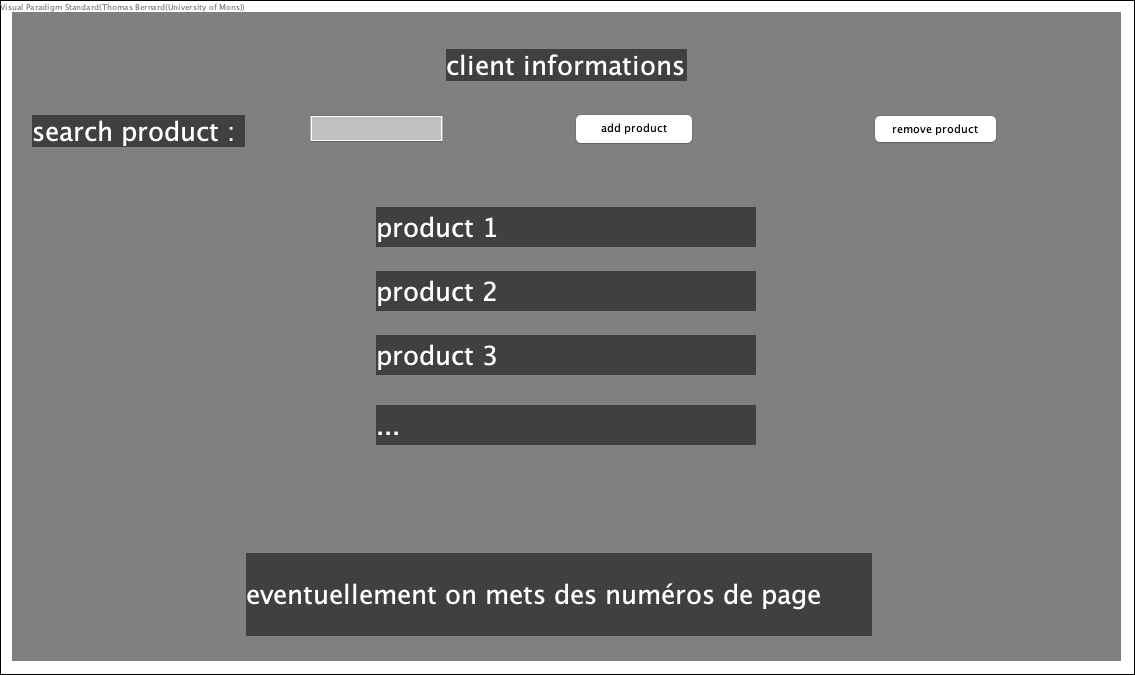 Visual Paradigm Standard(Thomas Bernard(University of Mons))
client informations
search product :
add product
remove product
product 1
product 2
product 3
...
eventuellement on mets des numéros de page